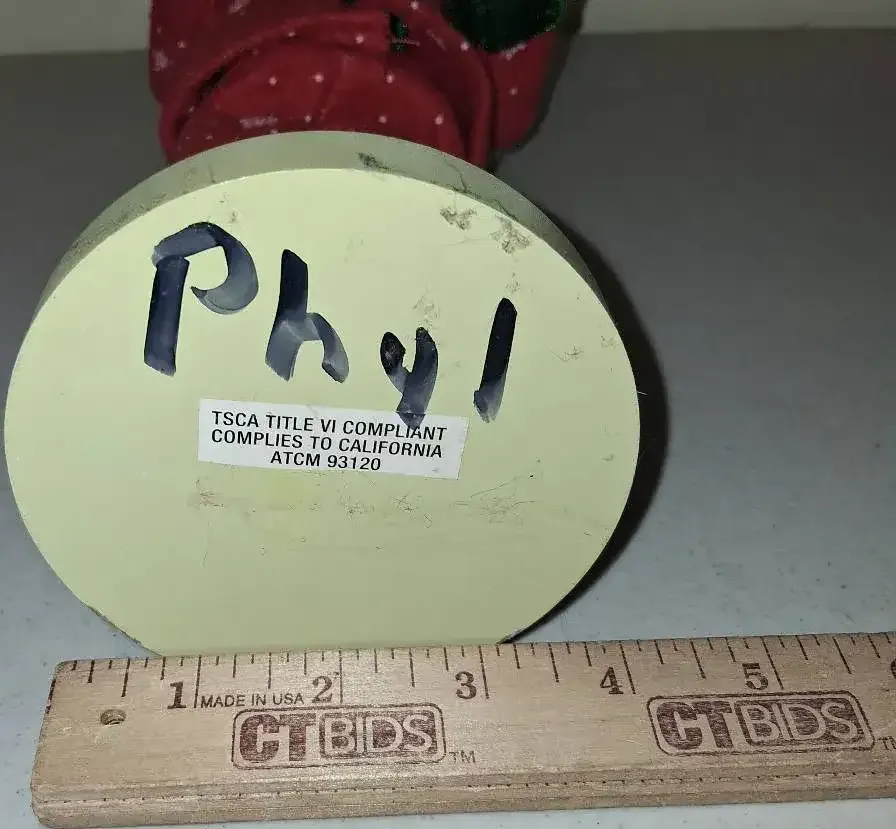 Phyl
TSCA TITLE VI COMPLIANT
COMPLIES TO CALIFORNIA
ATCM 93120
1 MADE IN USA 2 3 4 5
CTBIDS TM CTBIDS